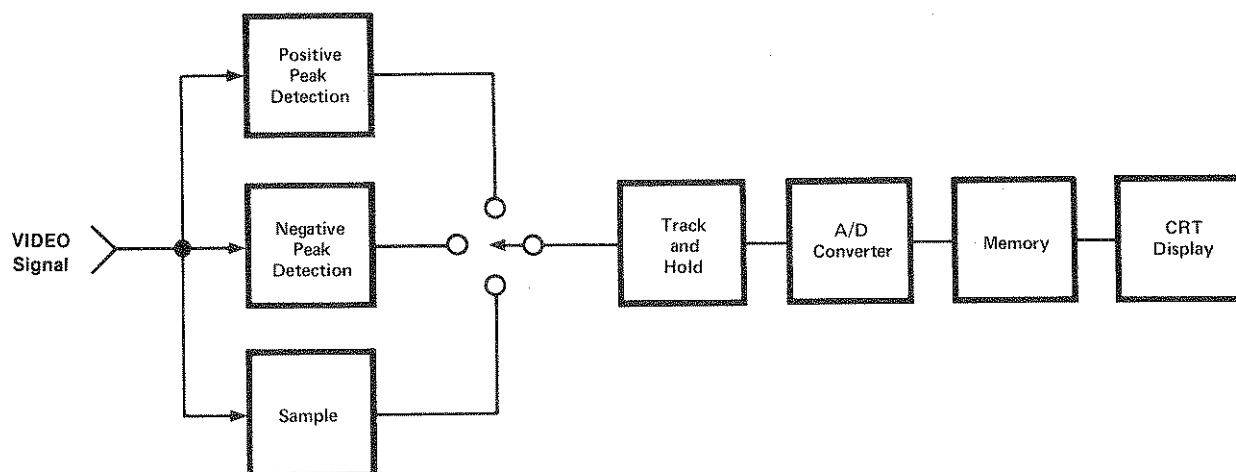 Positive
Peak
Detection
VIDEO
Signal
Negative
Peak
Detection
Sample
Track
and
Hold
A/D
Converter
Memory
CRT
Display